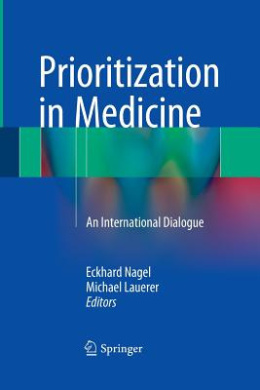 Prioritization
in Medicine
An International Dialogue
Eckhard Nagel
Michael Lauerer
Editors
Springer